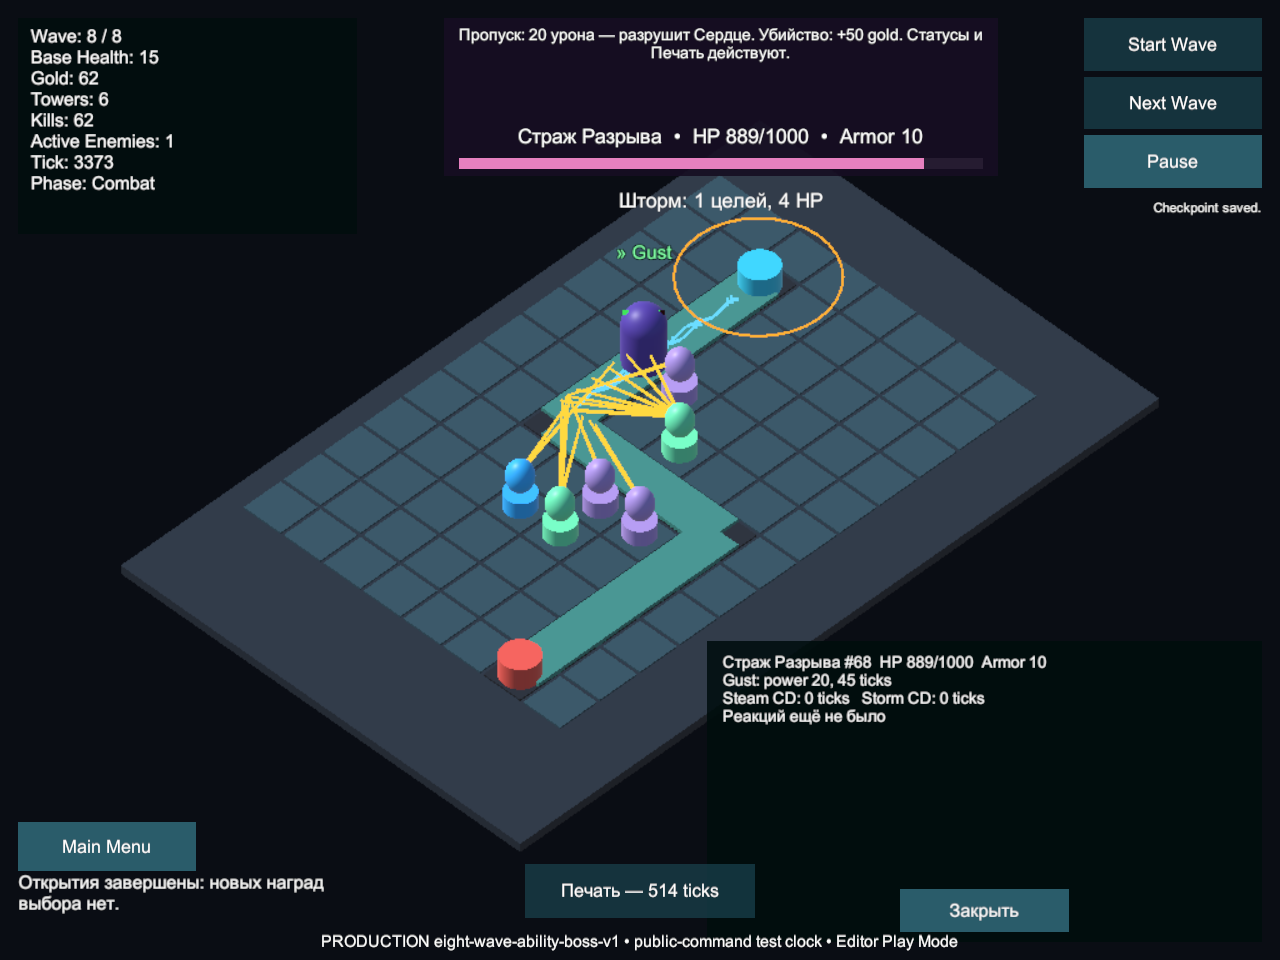 Wave: 8 / 8
Base Health: 15
Gold: 62
Towers: 6
Kills: 62
Active Enemies: 1
Tick: 3373
Phase: Combat
Пропуск: 20 урона — разрушит Сердце. Убийство: +50 gold. Статусы и
Печать действуют.
Страж Разрыва • HP 889/1000 • Armor 10
Start Wave
Next Wave
Pause
Checkpoint saved.
Шторм: 1 целей, 4 HP
» Gust
Страж Разрыва #68 HP 889/1000 Armor 10
Gust: power 20, 45 ticks
Steam CD: 0 ticks Storm CD: 0 ticks
Реакций ещё не было
Main Menu
Открытия завершены: новых наград
выбора нет.
Печать — 514 ticks
Закрыть
PRODUCTION eight-wave-ability-boss-v1 • public-command test clock • Editor Play Mode